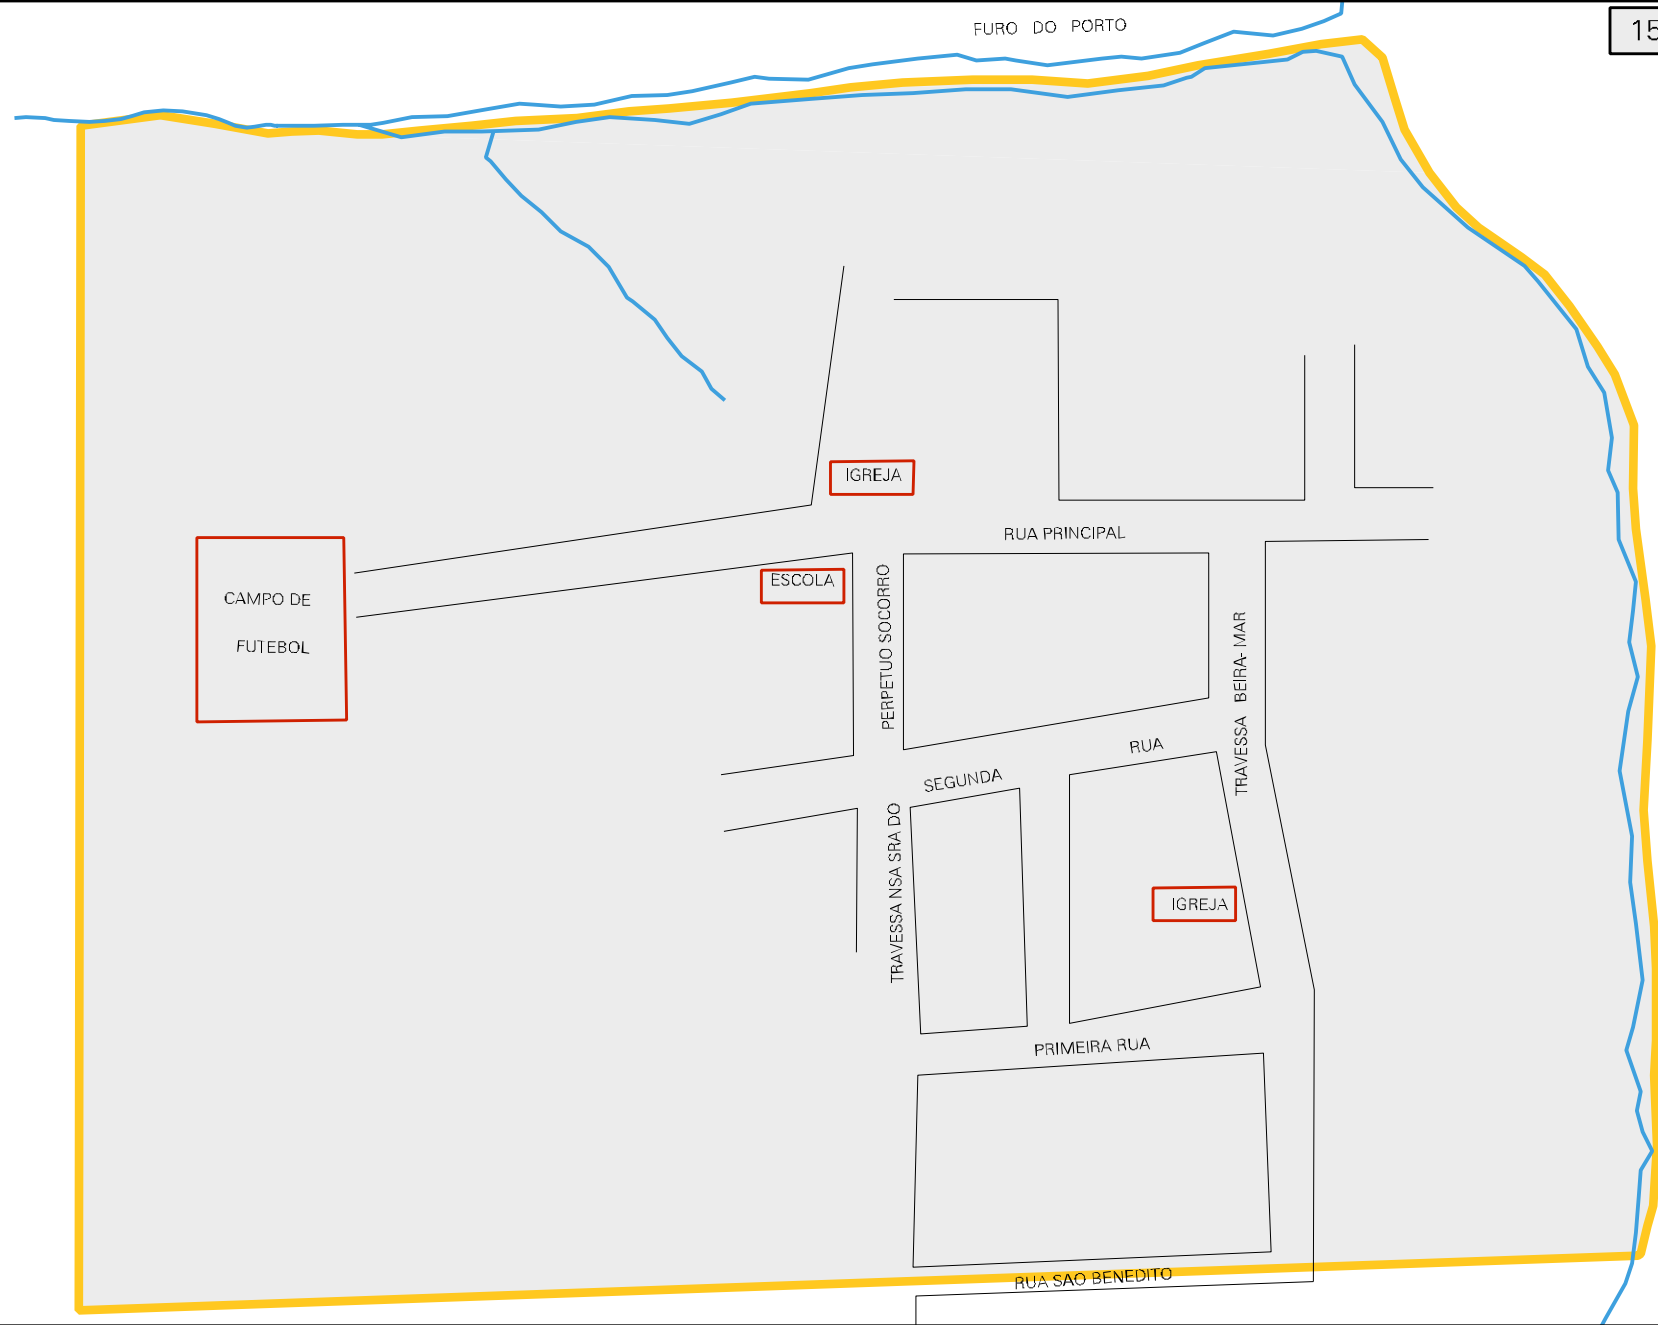 FURO DO PORTO
15
IGREJA
RUA PRINCIPAL
ESCOLA
CAMPO DE
FUTEBOL
TRAVESSA NSA SRA DO PERPETUO SOCORRO
TRAVESSA BEIRA-MAR
SEGUNDA RUA
IGREJA
PRIMEIRA RUA
RUA SAO BENEDITO